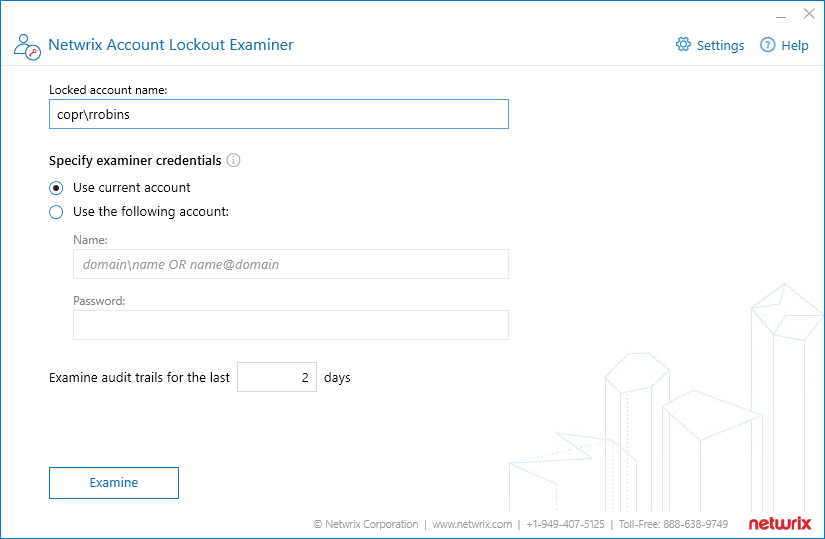 Netwrix Account Lockout Examiner
Settings
Help
Locked account name:
copr\rrobins
Specify examiner credentials
Use current account
Use the following account:
Name:
domain\name OR name@domain
Password:
Examine audit trails for the last 2 days
Examine
© Netwrix Corporation | www.netwrix.com | +1-949-407-5125 | Toll-Free: 888-638-9749 netwrix